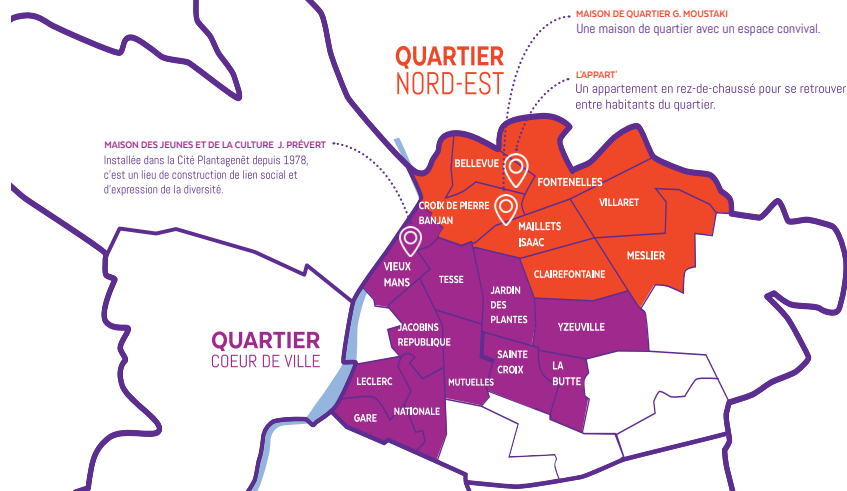 MAISON DE QUARTIER G. MOUSTAKI
Une maison de quartier avec un espace convival.
QUARTIER
NORD-EST
L'APPART'
Un appartement en rez-de-chaussé pour se retrouver
entre habitants du quartier.
MAISON DES JEUNES ET DE LA CULTURE J. PRÉVERT
Installée dans la Cité Plantagenêt depuis 1978,
c'est un lieu de construction de lien social et
d'expression de la diversité.
BELLEVUE
FONTENELLES
CROIX DE PIERRE
BANJAN
VILLARET
MAILLETS
ISAAC
MESLIER
CLAIREFONTAINE
VIEUX
MANS
TESSE
JARDIN
DES
PLANTES
YZEUVILLE
QUARTIER
COEUR DE VILLE
JACOBINS
REPUBLIQUE
SAINTE
CROIX
LA
BUTTE
LECLERC
MUTUELLES
GARE
NATIONALE